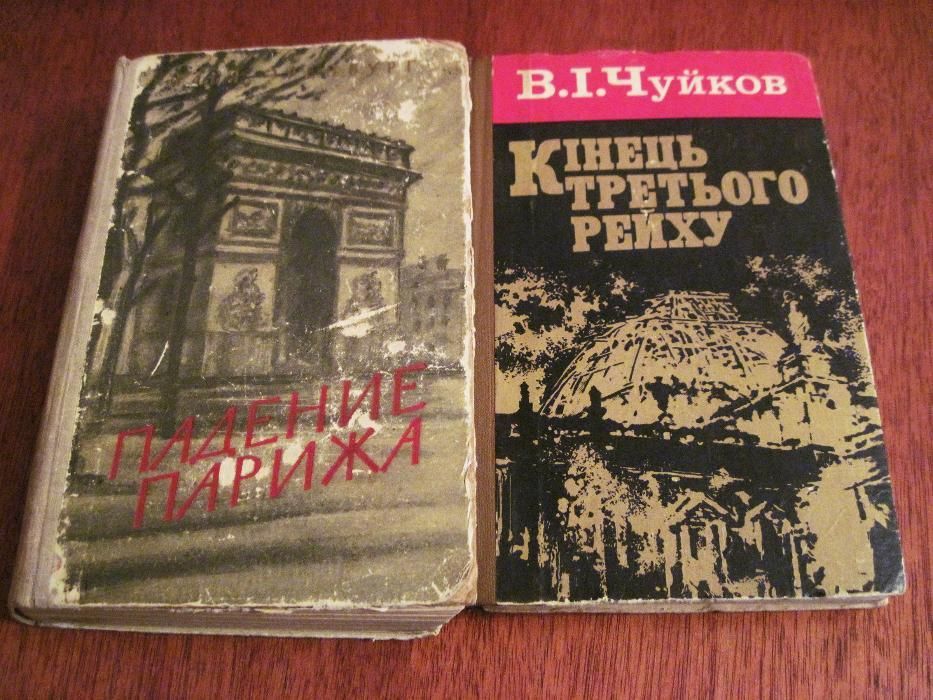 ПАДЕНИЕ
ПАРИЖА
В.І.Чуйков
КІНЕЦЬ
ТРЕТЬОГО
РЕЙХУ